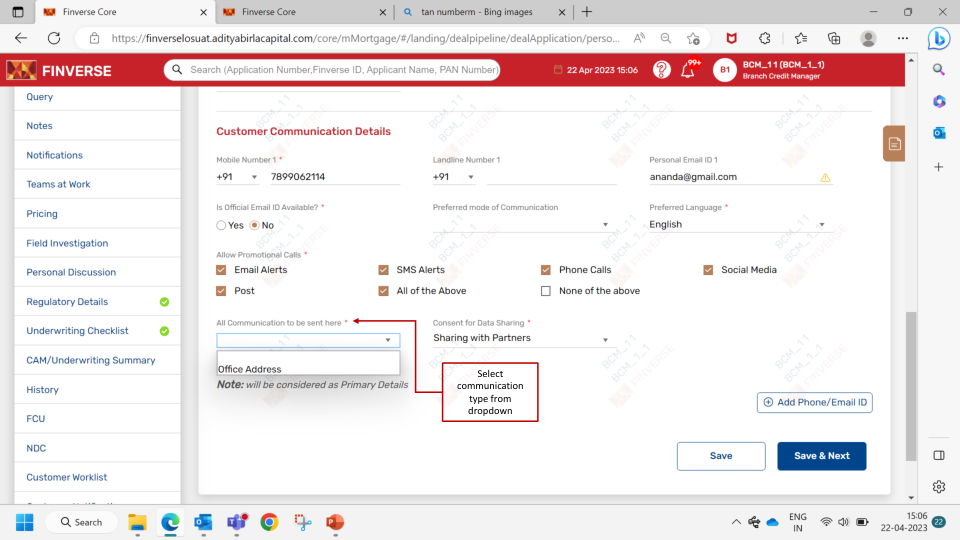 Finverse Core
Finverse Core
tan numberm - Bing images
https://finverselosuat.adityabirlacapital.com/core/mMortgage/#/landing/dealpipeline/dealApplication/perso...
FINVERSE
Search (Application Number,Finverse ID, Applicant Name, PAN Number)
22 Apr 2023 15:06
99+
B1
BCM_1 1 (BCM_1_1)
Branch Credit Manager
Query
Notes
Notifications
Teams at Work
Pricing
Field Investigation
Personal Discussion
Regulatory Details
Underwriting Checklist
CAM/Underwriting Summary
History
FCU
NDC
Customer Worklist
Customer Communication Details
Mobile Number 1 *
Landline Number 1
Personal Email ID 1
+91
7899062114
+91
ananda@gmail.com
Is Official Email ID Available? *
Preferred mode of Communication
Preferred Language *
Yes
No
English
Allow Promotional Calls *
Email Alerts
SMS Alerts
Phone Calls
Social Media
Post
All of the Above
None of the above
All Communication to be sent here *
Consent for Data Sharing *
Sharing with Partners
Office Address
Note: will be considered as Primary Details
Select
communication
type from
dropdown
Add Phone/Email ID
Save
Save & Next
BCM_11
BCM_1_1
FINVERSE
Search
ENG
IN
15:06
22-04-2023
22